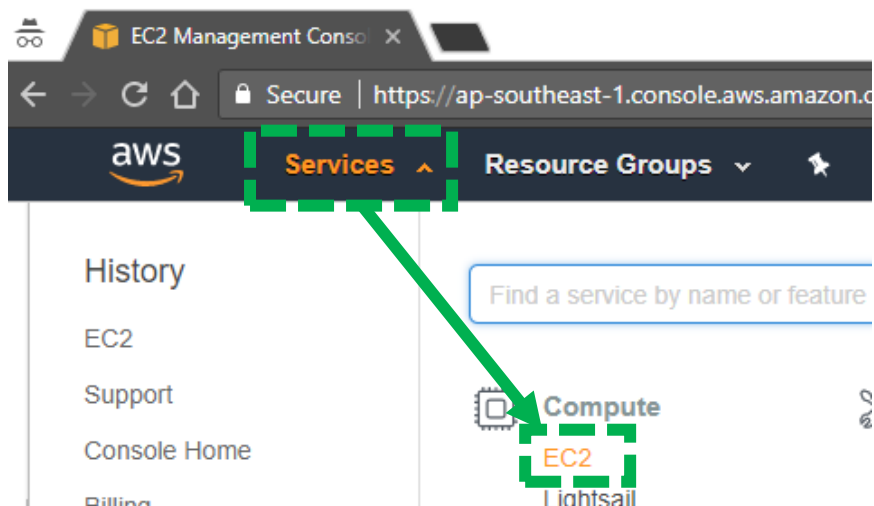 EC2 Management Conso
Secure | https://ap-southeast-1.console.aws.amazon.c
aws
Services
Resource Groups
History
Find a service by name or feature
EC2
Support
Compute
Console Home
EC2
Billing
Lightsail